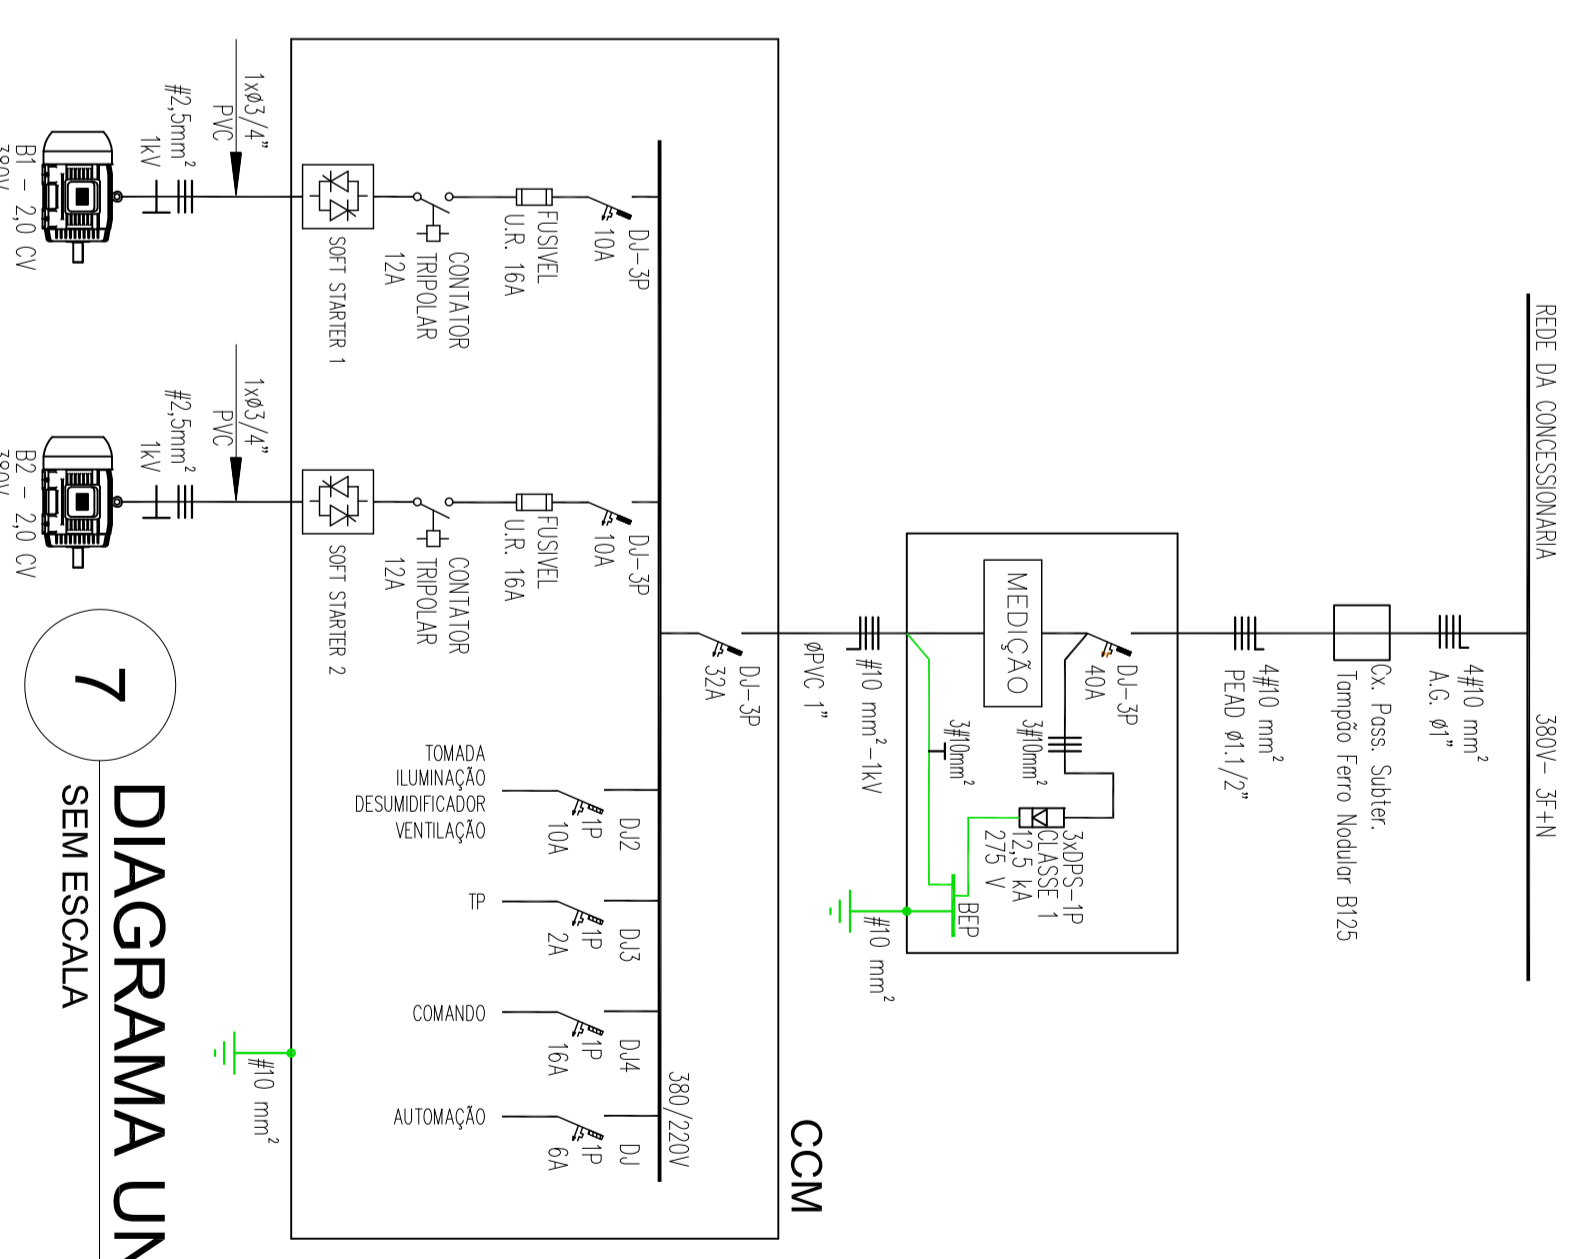 REDE DA CONCESSIONARIA
380V- 3F+N
4#10 mm²
A.G. ø1"
Cx. Pass. Subter.
Tampão Ferro Nodular B125
4#10 mm²
PEAD ø1.1/2"
DJ-3P
40A
MEDIÇÃO
3#10mm²
3#10mm²
3xDPS-1P
CLASSE 1
12,5 kA
275 V
BEP
#10 mm²
#10 mm²-1kV
øPVC 1"
CCM
DJ-3P
32A
380/220V
DJ-3P
10A
FUSIVEL
U.R. 16A
CONTATOR
TRIPOLAR
12A
SOFT STARTER 1
1xø3/4"
PVC
#2,5mm²
1kV
B1 - 2,0 CV
380V
DJ-3P
10A
FUSIVEL
U.R. 16A
CONTATOR
TRIPOLAR
12A
SOFT STARTER 2
1xø3/4"
PVC
#2,5mm²
1kV
B2 - 2,0 CV
380V
DJ2
1P
10A
TOMADA
ILUMINAÇÃO
DESUMIDIFICADOR
VENTILAÇÃO
DJ3
1P
2A
TP
DJ4
1P
16A
COMANDO
DJ
1P
6A
AUTOMAÇÃO
#10 mm²
7
DIAGRAMA UN
SEM ESCALA